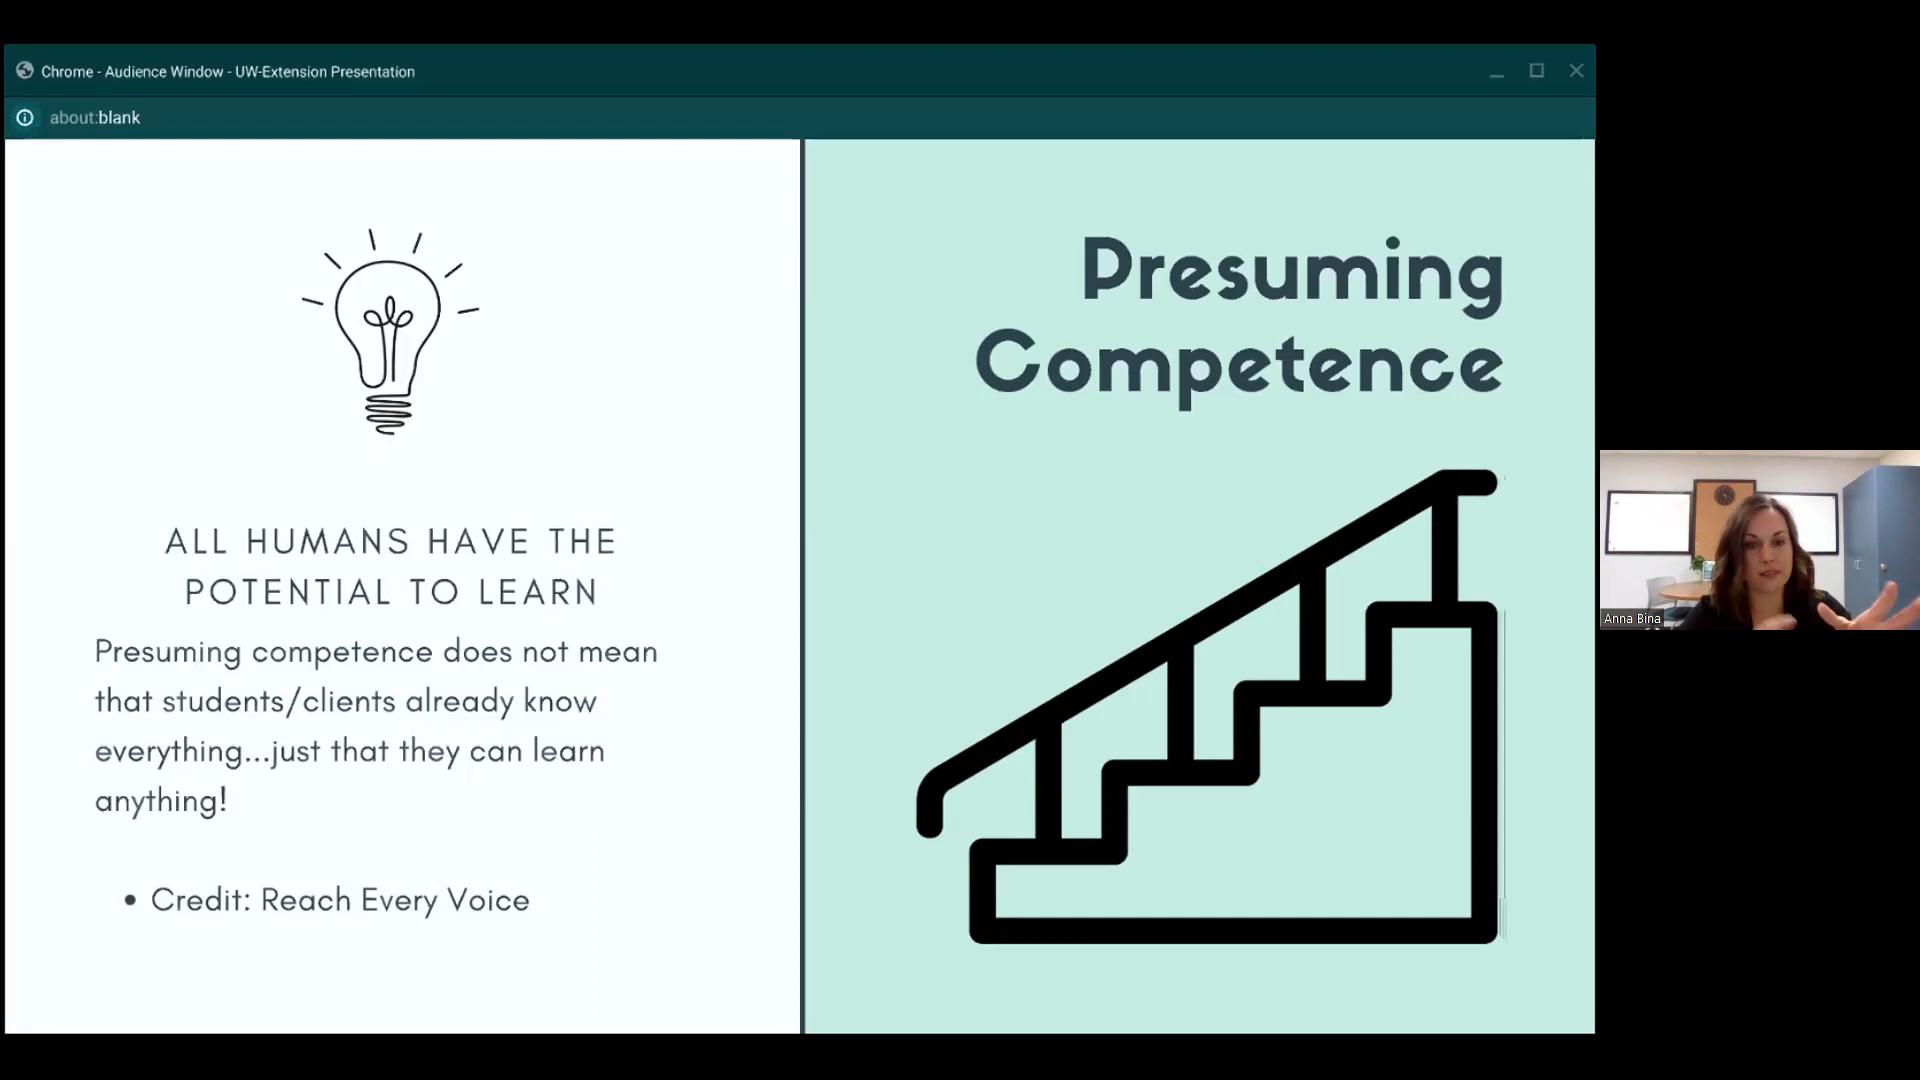 Chrome - Audience Window - UW-Extension Presentation
about:blank
ALL HUMANS HAVE THE
POTENTIAL TO LEARN
Presuming competence does not mean
that students/clients already know
everything...just that they can learn
anything!
• Credit: Reach Every Voice
Presuming
Competence
Anna Bina